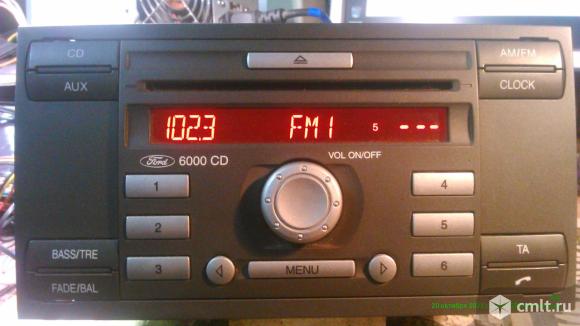 CD
AUX
AM/FM
CLOCK
102.3 FM1 5 ---
Ford 6000 CD
VOL ON/OFF
1
2
3
4
5
6
BASS/TRE
FADE/BAL
MENU
TA
cmlt.ru